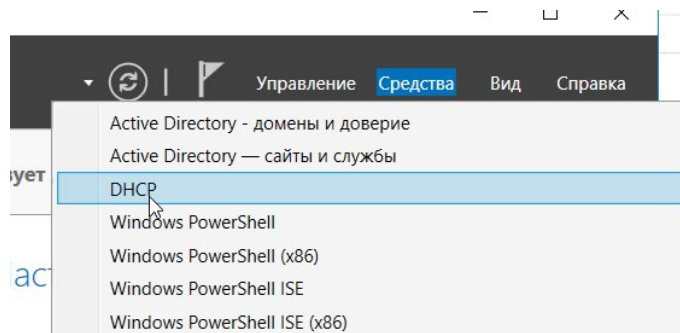 Управление Средства Вид Справка
Active Directory - домены и доверие
Active Directory — сайты и службы
DHCP
Windows PowerShell
Windows PowerShell (x86)
Windows PowerShell ISE
Windows PowerShell ISE (x86)